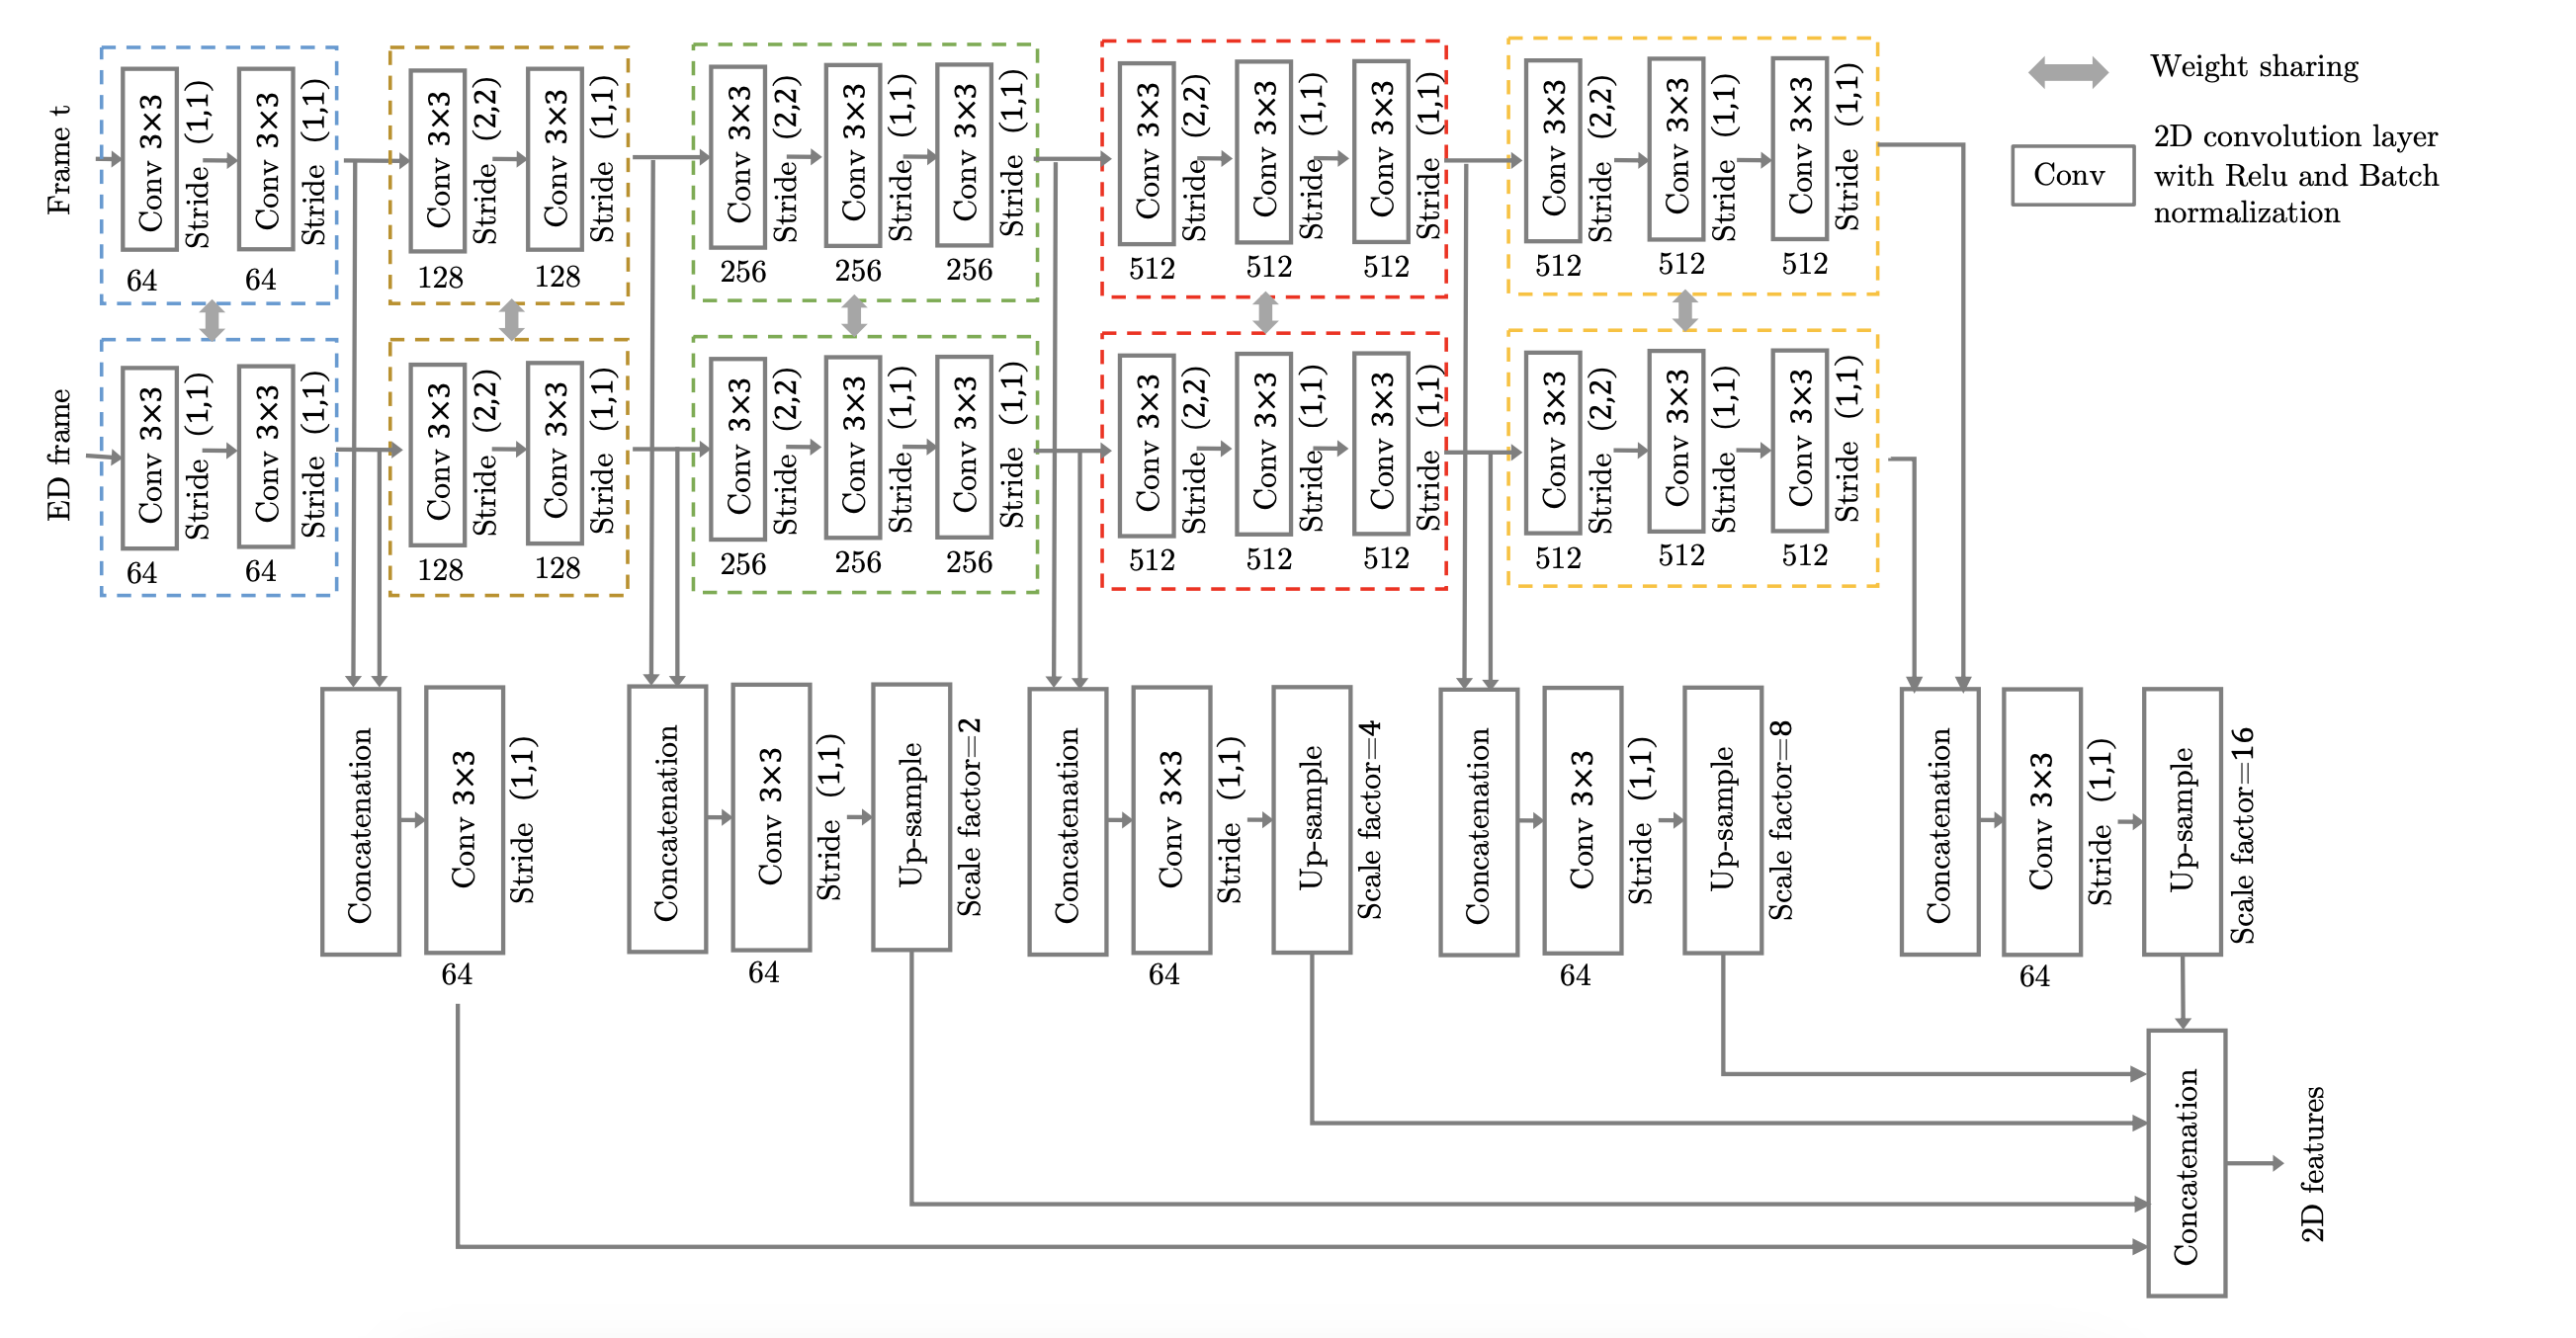 Frame t
Conv 3×3
Stride (1,1)
Conv 3×3
Stride (1,1)
64
64
Conv 3×3
Stride (2,2)
Conv 3×3
Stride (1,1)
128
128
Conv 3×3
Stride (2,2)
Conv 3×3
Stride (1,1)
Conv 3×3
Stride (1,1)
256
256
256
Conv 3×3
Stride (2,2)
Conv 3×3
Stride (1,1)
Conv 3×3
Stride (1,1)
512
512
512
Conv 3×3
Stride (2,2)
Conv 3×3
Stride (1,1)
Conv 3×3
Stride (1,1)
512
512
512
Weight sharing
Conv
2D convolution layer
with Relu and Batch
normalization
ED frame
Conv 3×3
Stride (1,1)
Conv 3×3
Stride (1,1)
64
64
Conv 3×3
Stride (2,2)
Conv 3×3
Stride (1,1)
128
128
Conv 3×3
Stride (2,2)
Conv 3×3
Stride (1,1)
Conv 3×3
Stride (1,1)
256
256
256
Conv 3×3
Stride (2,2)
Conv 3×3
Stride (1,1)
Conv 3×3
Stride (1,1)
512
512
512
Conv 3×3
Stride (2,2)
Conv 3×3
Stride (1,1)
Conv 3×3
Stride (1,1)
512
512
512
Concatenation
Conv 3×3
Stride (1,1)
64
Concatenation
Conv 3×3
Stride (1,1)
64
Up-sample
Scale factor=2
Concatenation
Conv 3×3
Stride (1,1)
64
Up-sample
Scale factor=4
Concatenation
Conv 3×3
Stride (1,1)
64
Up-sample
Scale factor=8
Concatenation
Conv 3×3
Stride (1,1)
64
Up-sample
Scale factor=16
Concatenation
2D features